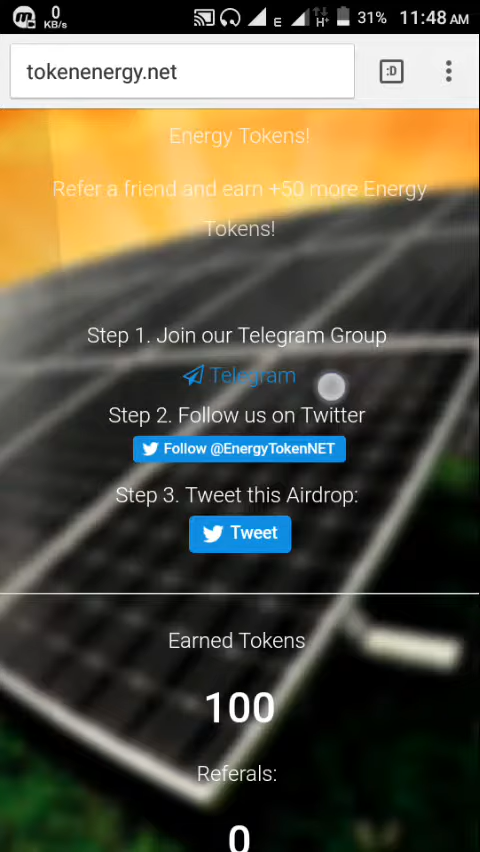 0
KB/s
E
H+
31%
11:48 AM
tokenenergy.net
:D
Energy Tokens!
Refer a friend and earn +50 more Energy
Tokens!
Step 1. Join our Telegram Group
Telegram
Step 2. Follow us on Twitter
Follow @EnergyTokenNET
Step 3. Tweet this Airdrop:
Tweet
Earned Tokens
100
Referals:
0